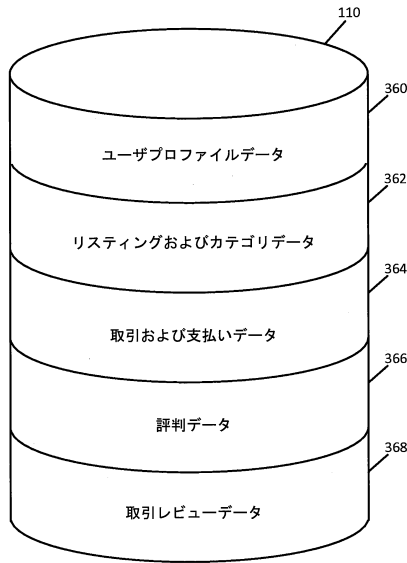 110
360
ユーザプロファイルデータ
362
リスティングおよびカテゴリデータ
364
取引および支払いデータ
366
評判データ
368
取引レビューデータ